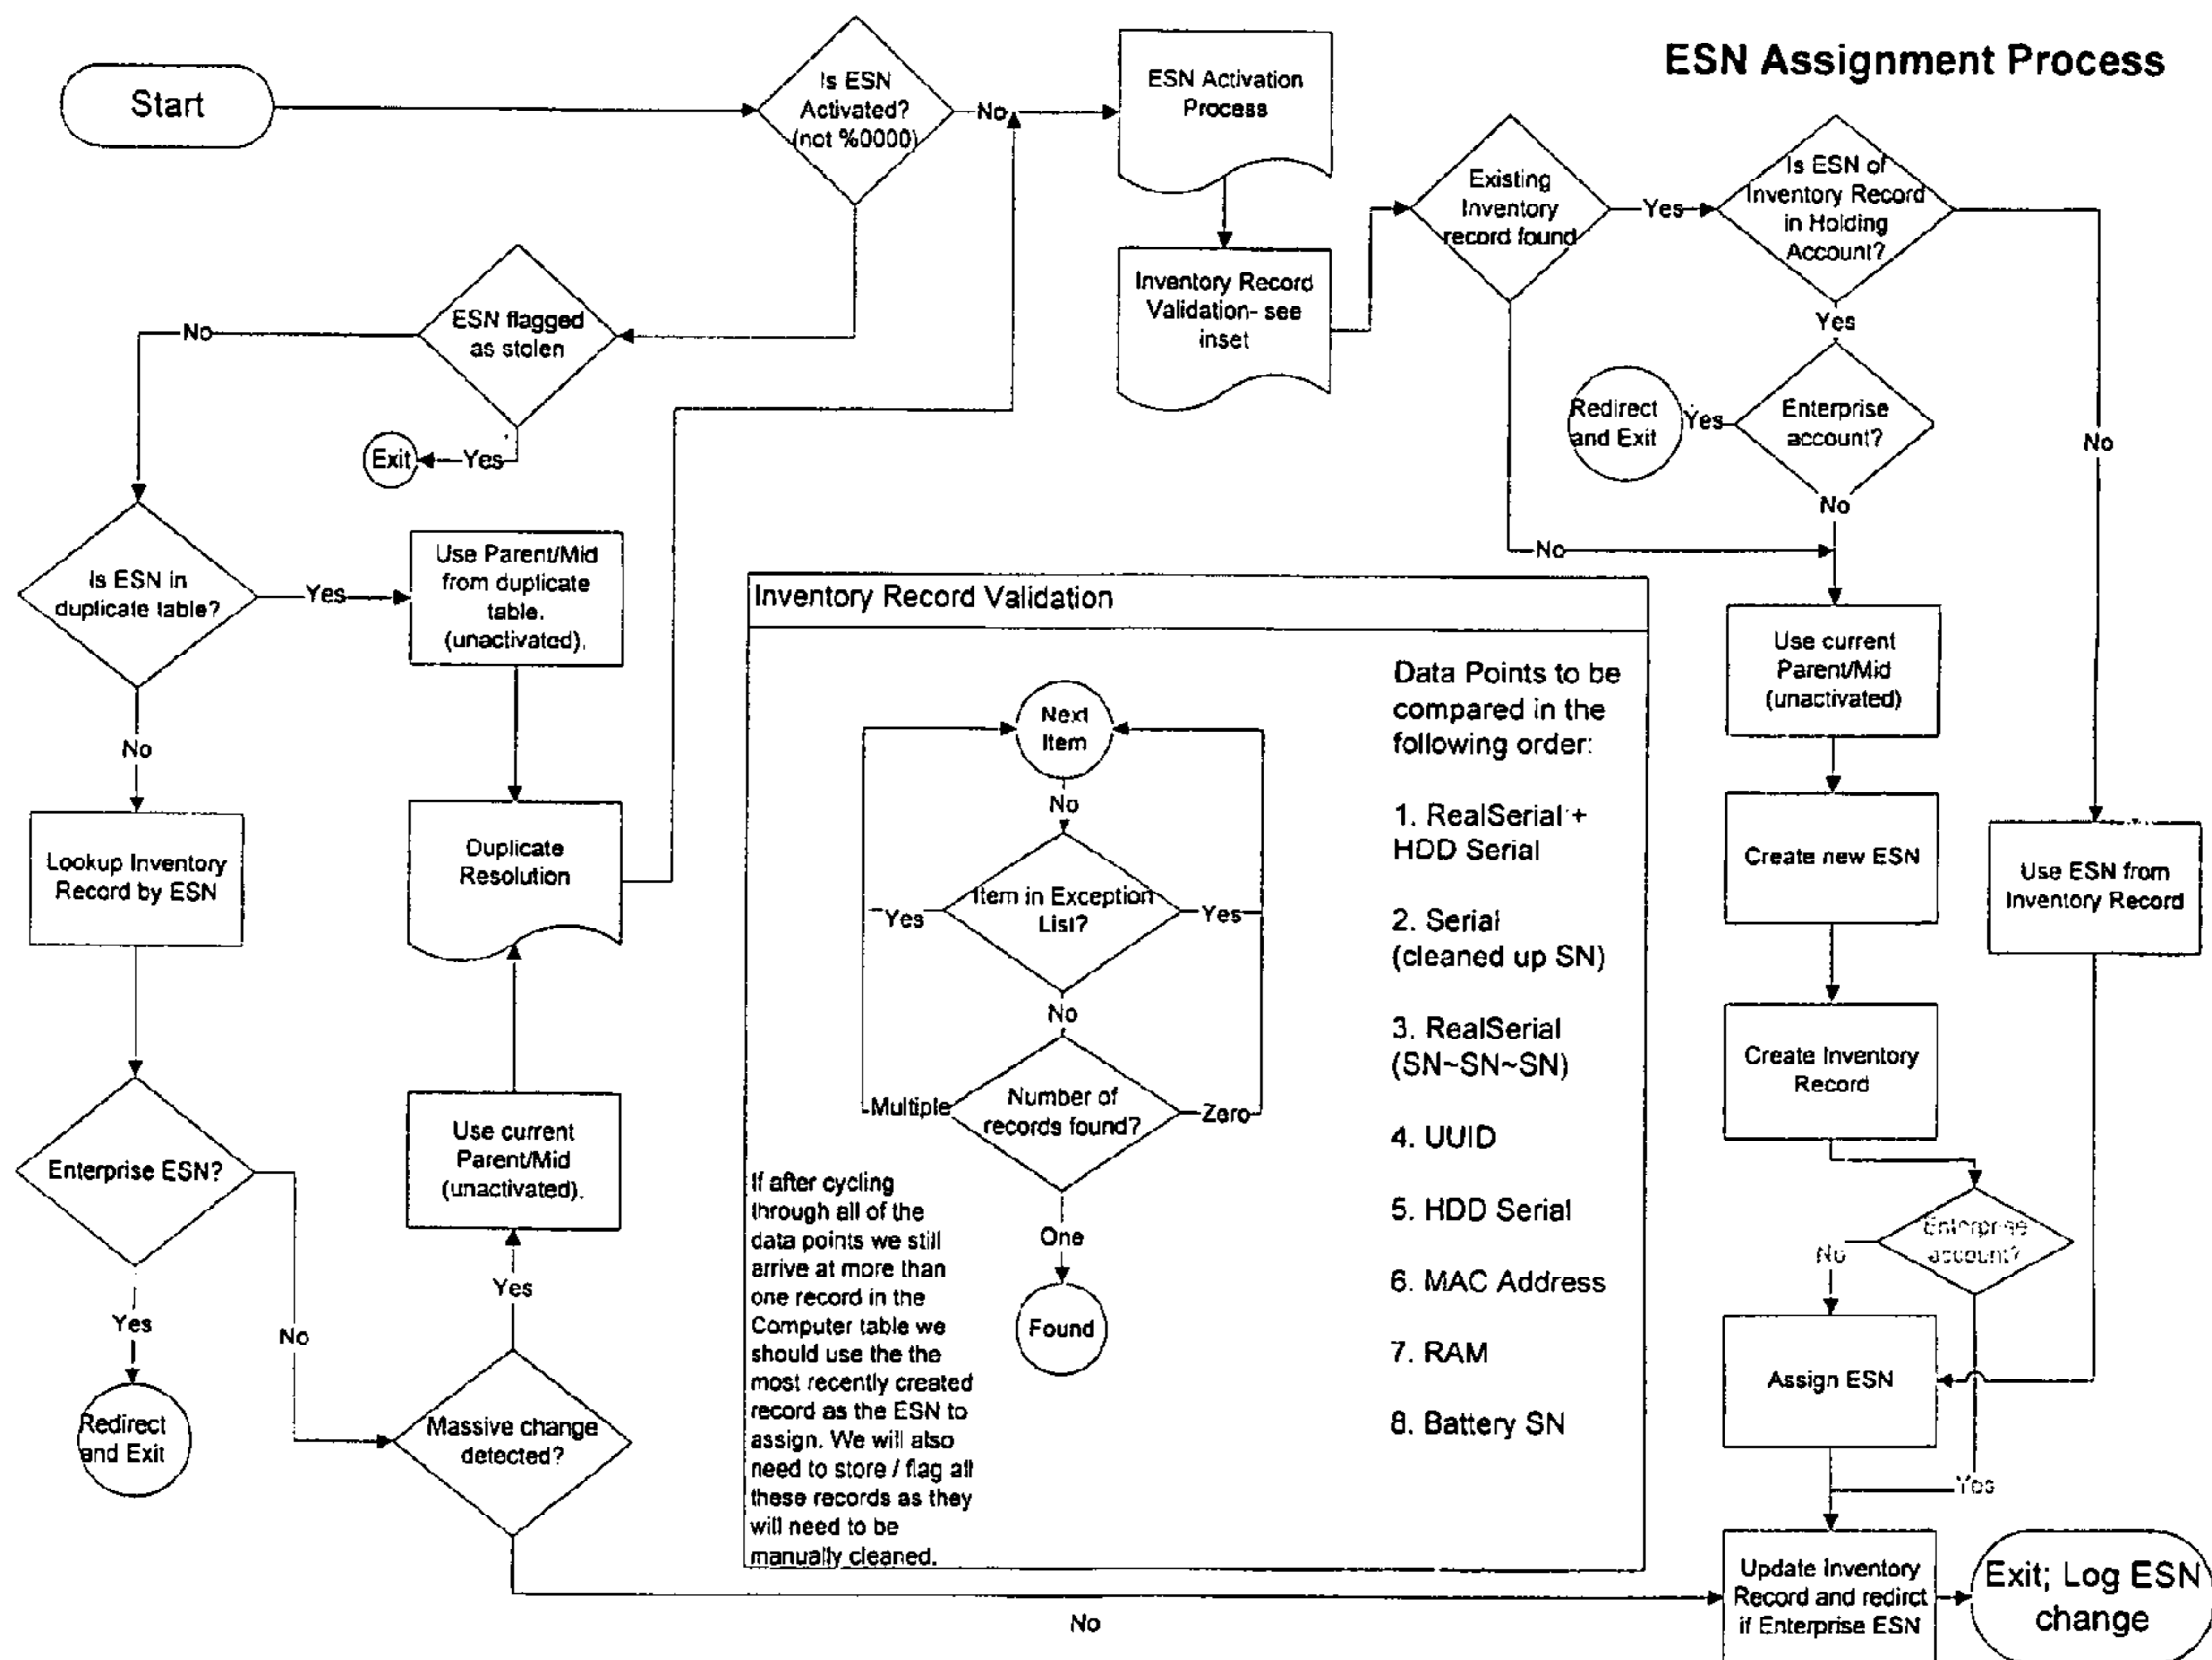 ESN Assignment Process
Start
Is ESN
Activated?
(not %0000)
No
ESN Activation
Process
Inventory Record
Validation- see
inset
Existing
Inventory
record found
Yes
Is ESN of
Inventory Record
in Holding
Account?
Yes
No
Enterprise
account?
Yes
Redirect
and Exit
No
No
ESN flagged
as stolen
No
Yes
Exit
Is ESN in
duplicate table?
Yes
Use Parent/Mid
from duplicate
table.
(unactivated).
No
Lookup Inventory
Record by ESN
Duplicate
Resolution
Enterprise ESN?
Yes
Redirect
and Exit
No
Use current
Parent/Mid
(unactivated).
Yes
Massive change
detected?
No
Inventory Record Validation
Next
Item
No
Item in Exception
List?
Yes
Yes
No
Number of
records found?
Multiple
Zero
One
Found
If after cycling
through all of the
data points we still
arrive at more than
one record in the
Computer table we
should use the the
most recently created
record as the ESN to
assign. We will also
need to store / flag all
these records as they
will need to be
manually cleaned.
Data Points to be
compared in the
following order:
1. RealSerial +
HDD Serial
2. Serial
(cleaned up SN)
3. RealSerial
(SN~SN~SN)
4. UUID
5. HDD Serial
6. MAC Address
7. RAM
8. Battery SN
Use current
Parent/Mid
(unactivated)
Create new ESN
Create Inventory
Record
Use ESN from
Inventory Record
Enterprise
account?
No
Assign ESN
Yes
Update Inventory
Record and redirct
if Enterprise ESN
Exit; Log ESN
change